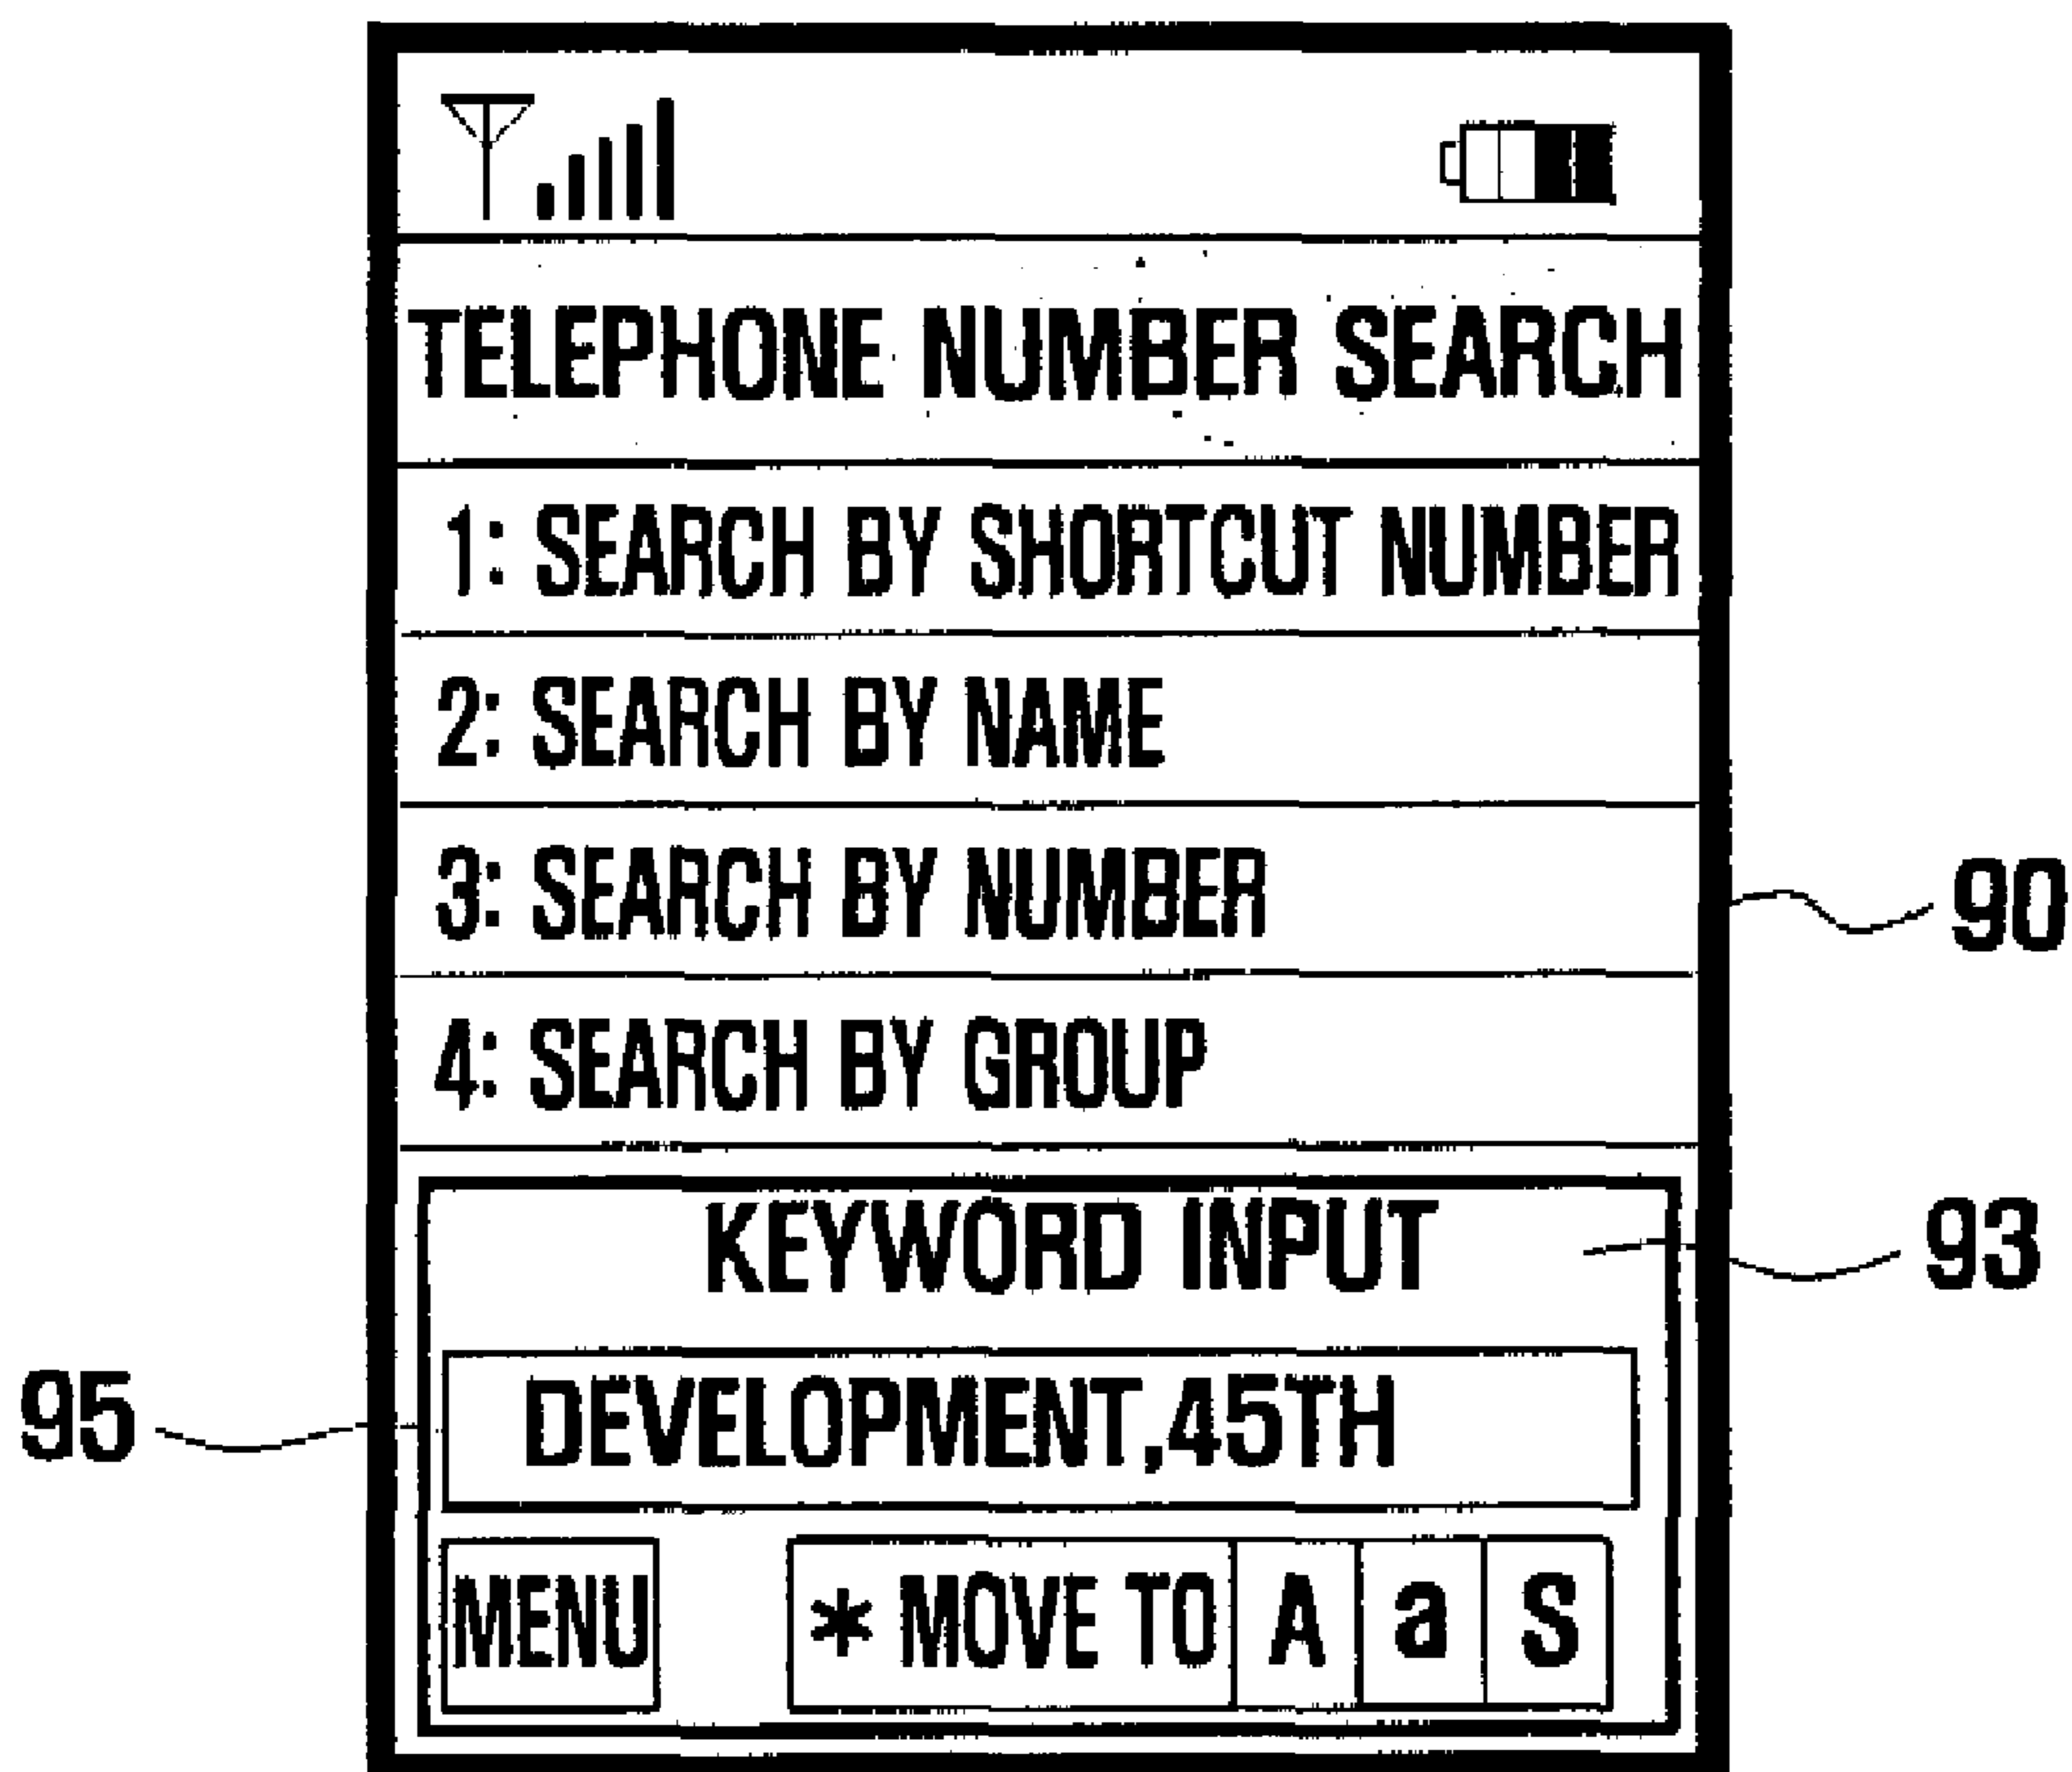 TELEPHONE NUMBER SEARCH
1: SEARCH BY SHORTCUT NUMBER
2: SEARCH BY NAME
3: SEARCH BY NUMBER
90
4: SEARCH BY GROUP
KEYWORD INPUT
93
95
DEVELOPMENT,45TH
MENU
* MOVE TO A a S